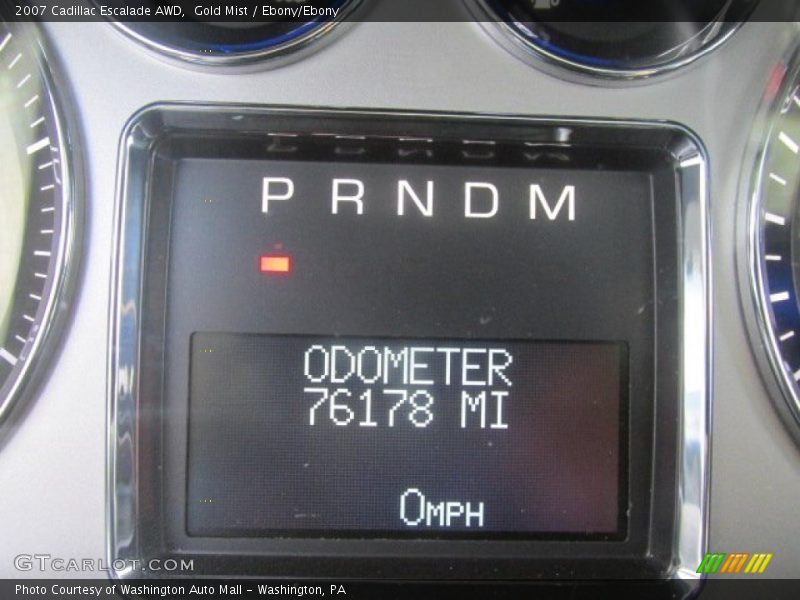 2007 Cadillac Escalade AWD,  Gold Mist / Ebony/Ebony
P R N D M
ODOMETER
76178 MI
0MPH
GTCARLOT.COM
Photo Courtesy of Washington Auto Mall - Washington, PA